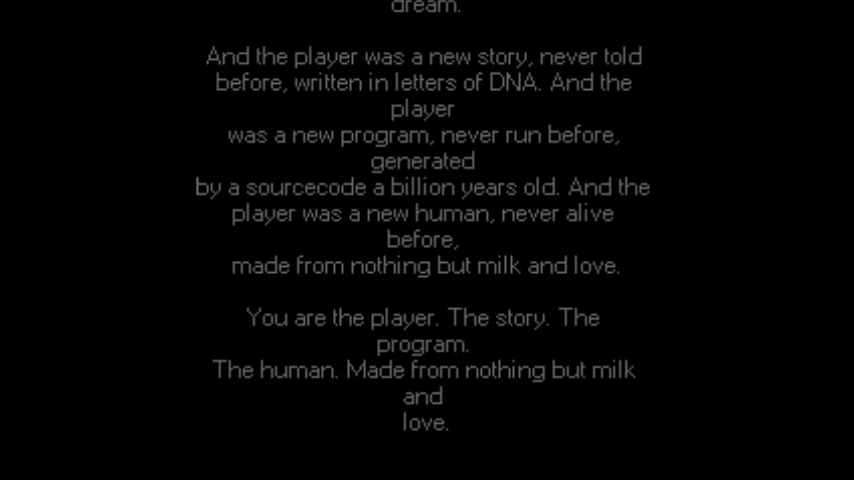 dream.
And the player was a new story, never told
before, written in letters of DNA. And the
player
was a new program, never run before,
generated
by a sourcecode a billion years old. And the
player was a new human, never alive
before,
made from nothing but milk and love.
You are the player. The story. The
program.
The human. Made from nothing but milk
and
love.